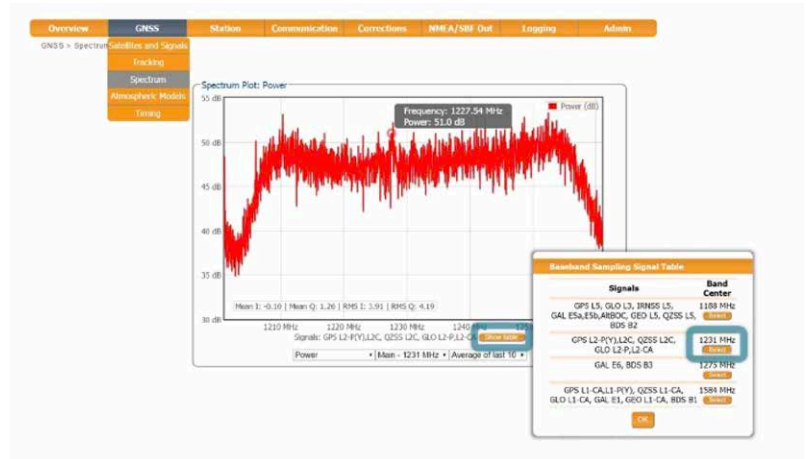 Overview GNSS Station Communication Corrections NMEA/SBF Out Logging Admin
GNSS > Spectrum
Satellites and Signals
Tracking
Spectrum
Atmospheric Models
Timing
Spectrum Plot: Power
55 dB
Frequency: 1227.54 MHz
Power: 51.0 dB
Power (dB)
50 dB
45 dB
40 dB
35 dB
Mean I: -0.10 | Mean Q: 1.26 | RMS I: 3.91 | RMS Q: 4.19
30 dB
1210 MHz 1220 MHz 1230 MHz 1240 MHz
Signals: GPS L2-P(Y),L2C, QZSS L2C, GLO L2-P,L2-CA Show table
Power Main - 1231 MHz Average of last 10
Baseband Sampling Signal Table
Signals Band Center
GPS L5, GLO L3, IRNSS L5, 1188 MHz
GAL E5a,E5b,AltBOC, GEO L5, QZSS L5, Select
BDS B2
GPS L2-P(Y),L2C, QZSS L2C, 1231 MHz
GLO L2-P,L2-CA Select
GAL E6, BDS B3 1275 MHz
Select
GPS L1-CA,L1-P(Y), QZSS L1-CA, 1584 MHz
GLO L1-CA, GAL E1, GEO L1-CA, BDS B1 Select
OK